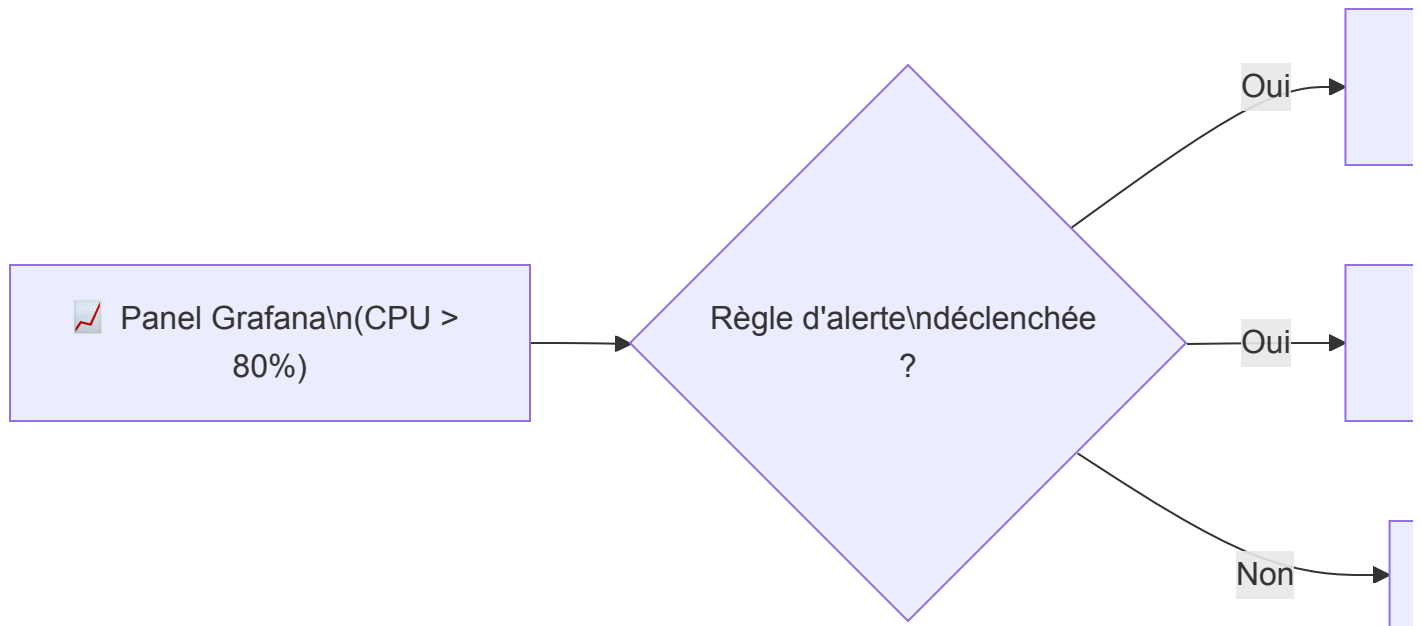 Oui
📈 Panel Grafana\n(CPU >
80%)
Règle d'alerte\ndéclenchée
?
Oui
Non